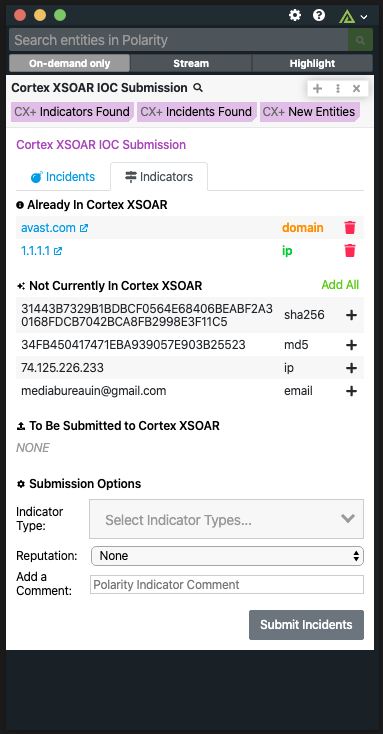 Search entities in Polarity
On-demand only Stream Highlight
Cortex XSOAR IOC Submission
CX+ Indicators Found CX+ Incidents Found CX+ New Entities
Cortex XSOAR IOC Submission
Incidents Indicators
Already In Cortex XSOAR
avast.com domain
1.1.1.1 ip
Not Currently In Cortex XSOAR Add All
31443B7329B1BDBCF0564E68406BEABF2A3
0168FDCB7042BCA8FB2998E3F11C5 sha256
34FB450417471EBA939057E903B25523 md5
74.125.226.233 ip
mediabureauin@gmail.com email
To Be Submitted to Cortex XSOAR
NONE
Submission Options
Indicator
Type: Select Indicator Types...
Reputation: None
Add a
Comment: Polarity Indicator Comment
Submit Incidents